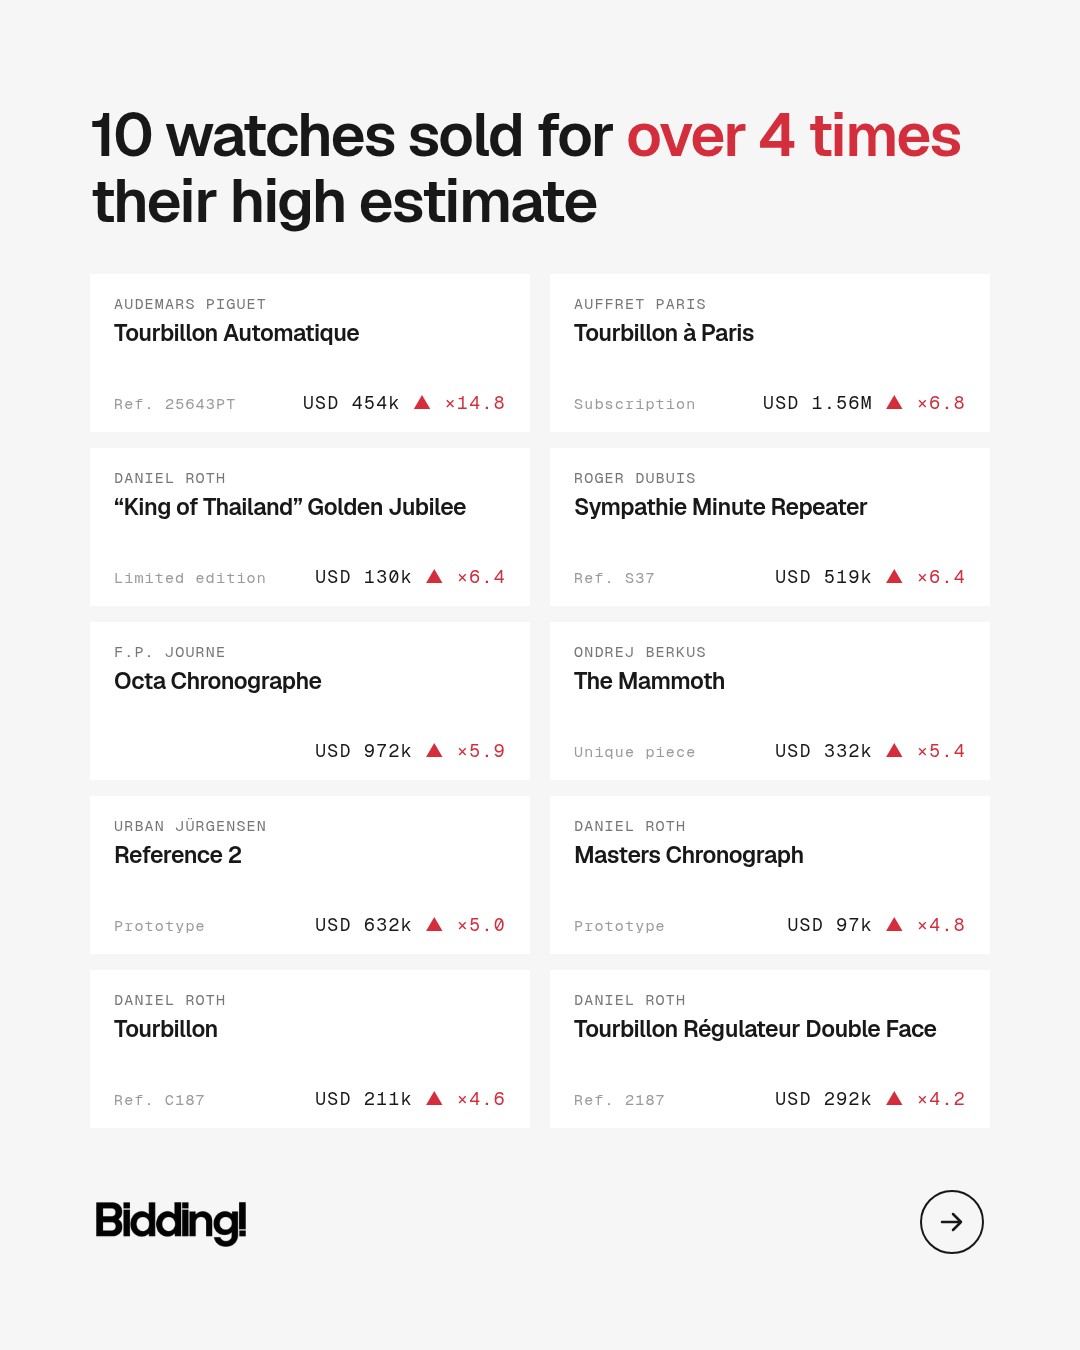 10 watches sold for over 4 times
their high estimate
AUDEMARS PIGUET
Tourbillon Automatique
Ref. 25643PT USD 454k ▲ ×14.8
AUFFRET PARIS
Tourbillon à Paris
Subscription USD 1.56M ▲ ×6.8
DANIEL ROTH
“King of Thailand” Golden Jubilee
Limited edition USD 130k ▲ ×6.4
ROGER DUBUIS
Sympathie Minute Repeater
Ref. S37 USD 519k ▲ ×6.4
F.P. JOURNE
Octa Chronographe
USD 972k ▲ ×5.9
ONDREJ BERKUS
The Mammoth
Unique piece USD 332k ▲ ×5.4
URBAN JÜRGENSEN
Reference 2
Prototype USD 632k ▲ ×5.0
DANIEL ROTH
Masters Chronograph
Prototype USD 97k ▲ ×4.8
DANIEL ROTH
Tourbillon
Ref. C187 USD 211k ▲ ×4.6
DANIEL ROTH
Tourbillon Régulateur Double Face
Ref. 2187 USD 292k ▲ ×4.2
Bidding!